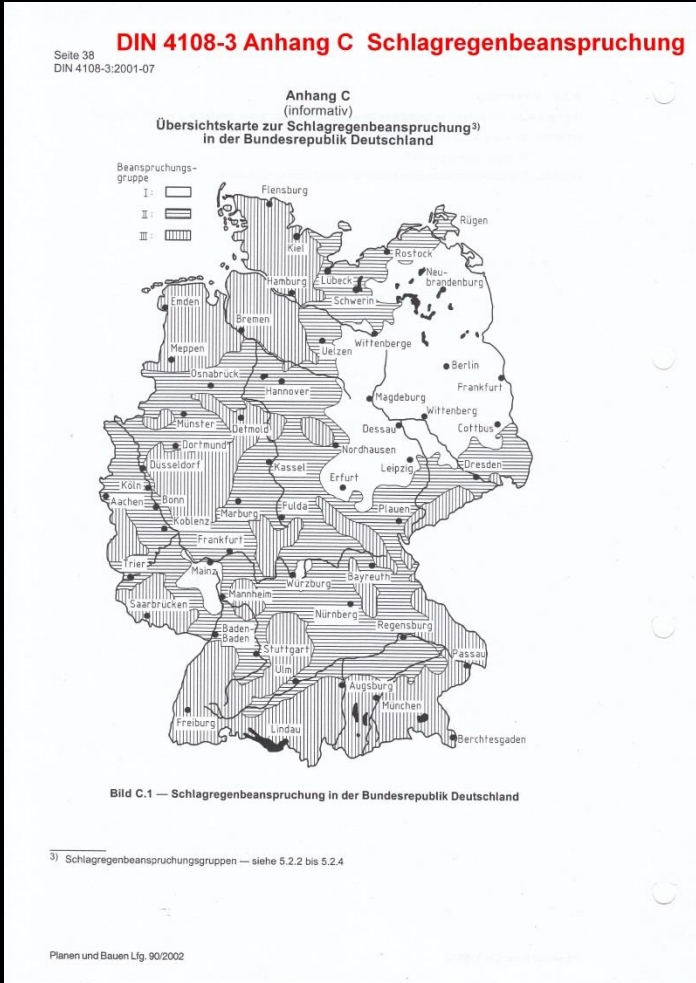 DIN 4108-3 Anhang C Schlagregenbeanspruchung
Seite 38
DIN 4108-3:2001-07
Anhang C
(informativ)
Übersichtskarte zur Schlagregenbeanspruchung3)
in der Bundesrepublik Deutschland
Beanspruchungs-
gruppe
I :
II :
III :
Flensburg
Rügen
Kiel
Rostock
Lübeck
Neu-
brandenburg
Hamburg
Schwerin
Emden
Bremen
Wittenberge
Uelzen
Meppen
Berlin
Osnabrück
Frankfurt
Hannover
Magdeburg
Wittenberg
Münster
Detmold
Dessau
Cottbus
Dortmund
Nordhausen
Düsseldorf
Kassel
Leipzig
Dresden
Erfurt
Köln
Aachen
Bonn
Marburg
Fulda
Plauen
Koblenz
Frankfurt
Trier
Mainz
Würzburg
Bayreuth
Mannheim
Saarbrücken
Nürnberg
Baden-
Baden
Regensburg
Stuttgart
Passau
Ulm
Augsburg
München
Freiburg
Lindau
Berchtesgaden
Bild C.1 — Schlagregenbeanspruchung in der Bundesrepublik Deutschland
3) Schlagregenbeanspruchungsgruppen — siehe 5.2.2 bis 5.2.4
Planen und Bauen Lfg. 90/2002